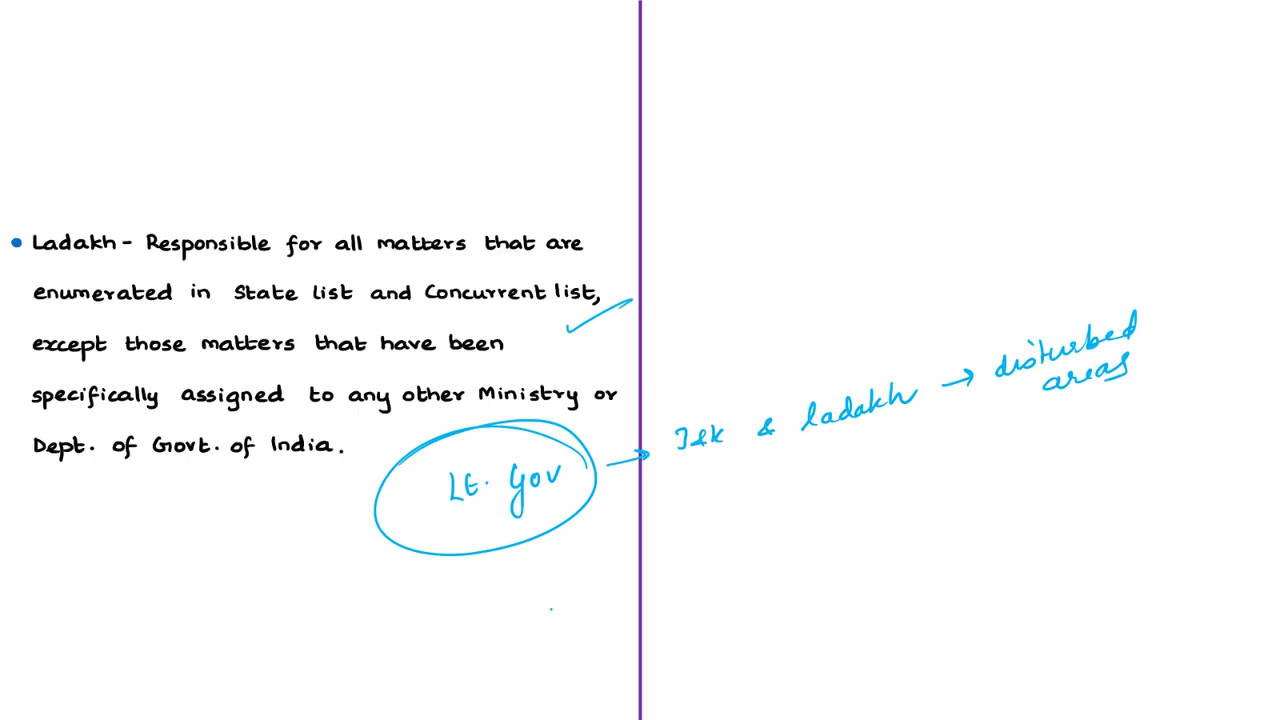 • Ladakh - Responsible for all matters that are
enumerated in State list and Concurrent list,
except those matters that have been
specifically assigned to any other Ministry or
Dept. of Govt. of India.
Lt. Gov → J&K & ladakh → disturbed
areas